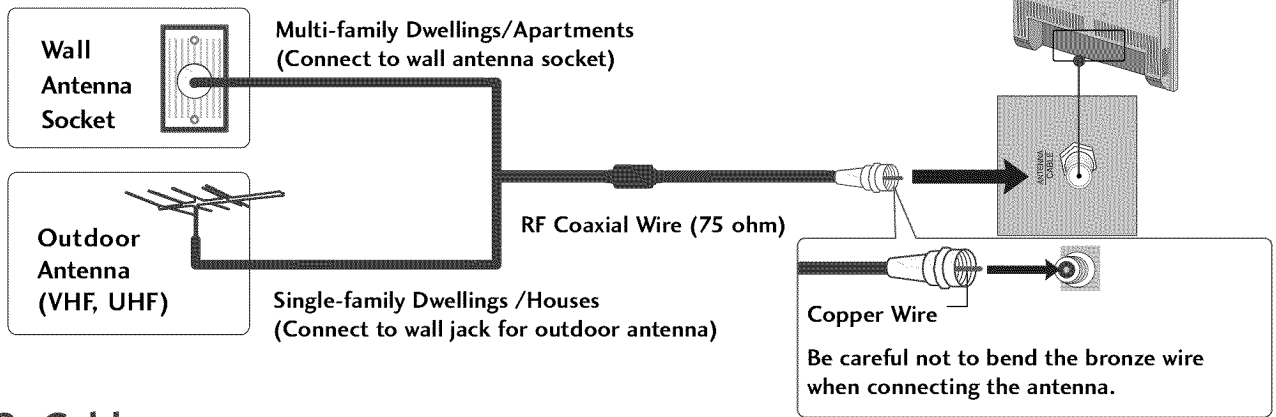 Wall
Antenna
Socket
Multi-family Dwellings/Apartments
(Connect to wall antenna socket)
ANTENNA
CABLE
Outdoor
Antenna
(VHF, UHF)
RF Coaxial Wire (75 ohm)
Single-family Dwellings /Houses
(Connect to wall jack for outdoor antenna)
Copper Wire
Be careful not to bend the bronze wire
when connecting the antenna.